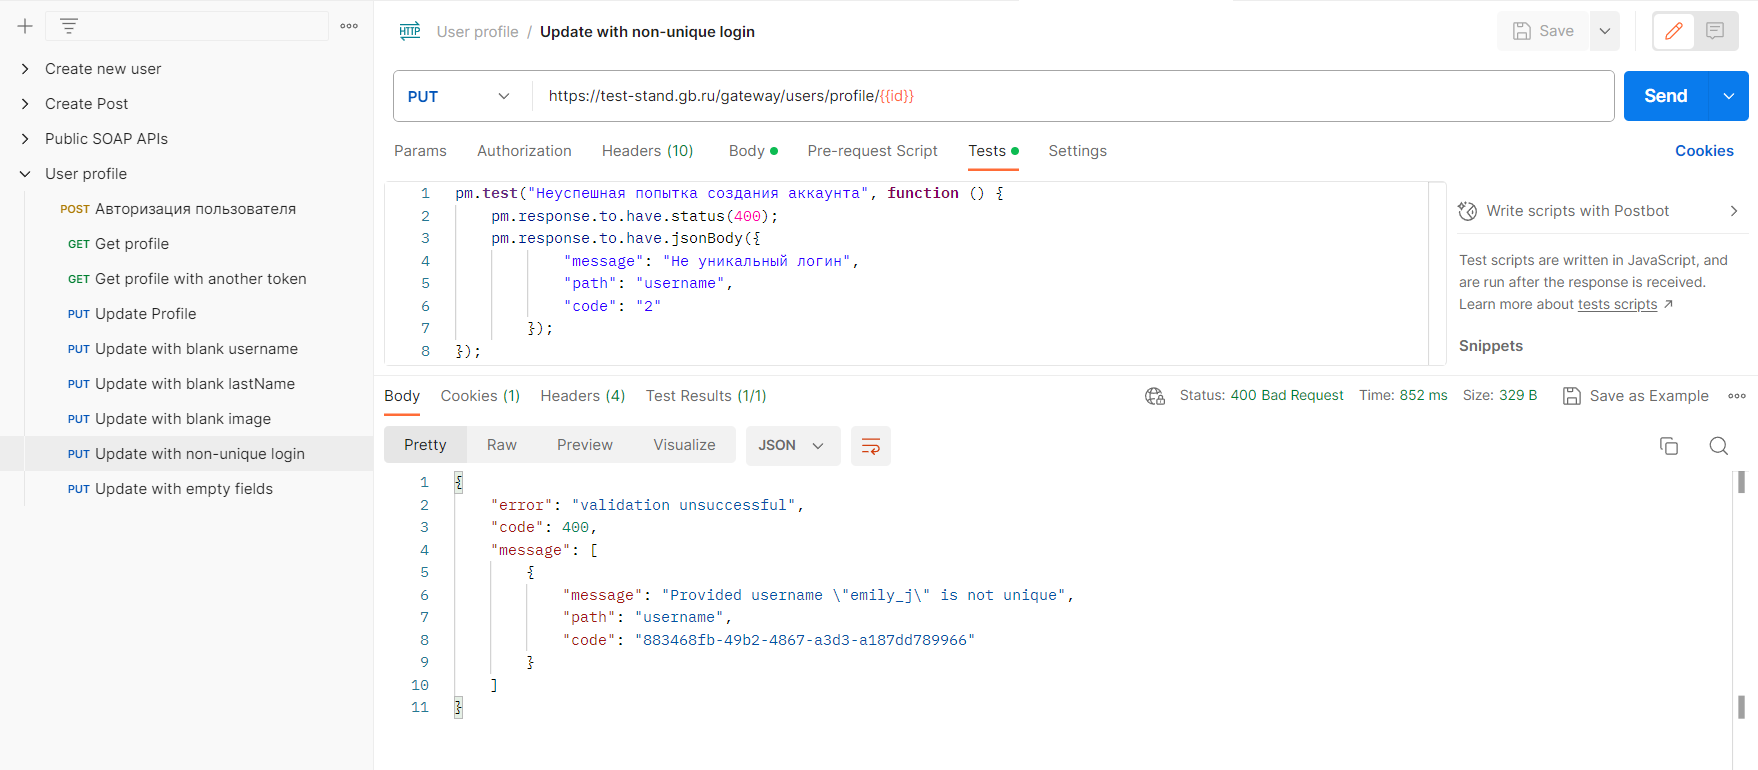 Create new user
Create Post
Public SOAP APIs
User profile
POST Авторизация пользователя
GET Get profile
GET Get profile with another token
PUT Update Profile
PUT Update with blank username
PUT Update with blank lastName
PUT Update with blank image
PUT Update with non-unique login
PUT Update with empty fields
HTTP User profile / Update with non-unique login
Save
PUT https://test-stand.gb.ru/gateway/users/profile/{{id}}
Send
Params Authorization Headers (10) Body Pre-request Script Tests Settings Cookies
1 pm.test("Неуспешная попытка создания аккаунта", function () {
2 pm.response.to.have.status(400);
3 pm.response.to.have.jsonBody({
4 "message": "Не уникальный логин",
5 "path": "username",
6 "code": "2"
7 });
8 });
Write scripts with Postbot
Test scripts are written in JavaScript, and
are run after the response is received.
Learn more about tests scripts ↗
Snippets
Body Cookies (1) Headers (4) Test Results (1/1) Status: 400 Bad Request Time: 852 ms Size: 329 B Save as Example
Pretty Raw Preview Visualize JSON
1 {
2 "error": "validation unsuccessful",
3 "code": 400,
4 "message": [
5 {
6 "message": "Provided username \"emily_j\" is not unique",
7 "path": "username",
8 "code": "883468fb-49b2-4867-a3d3-a187dd789966"
9 }
10 ]
11 }